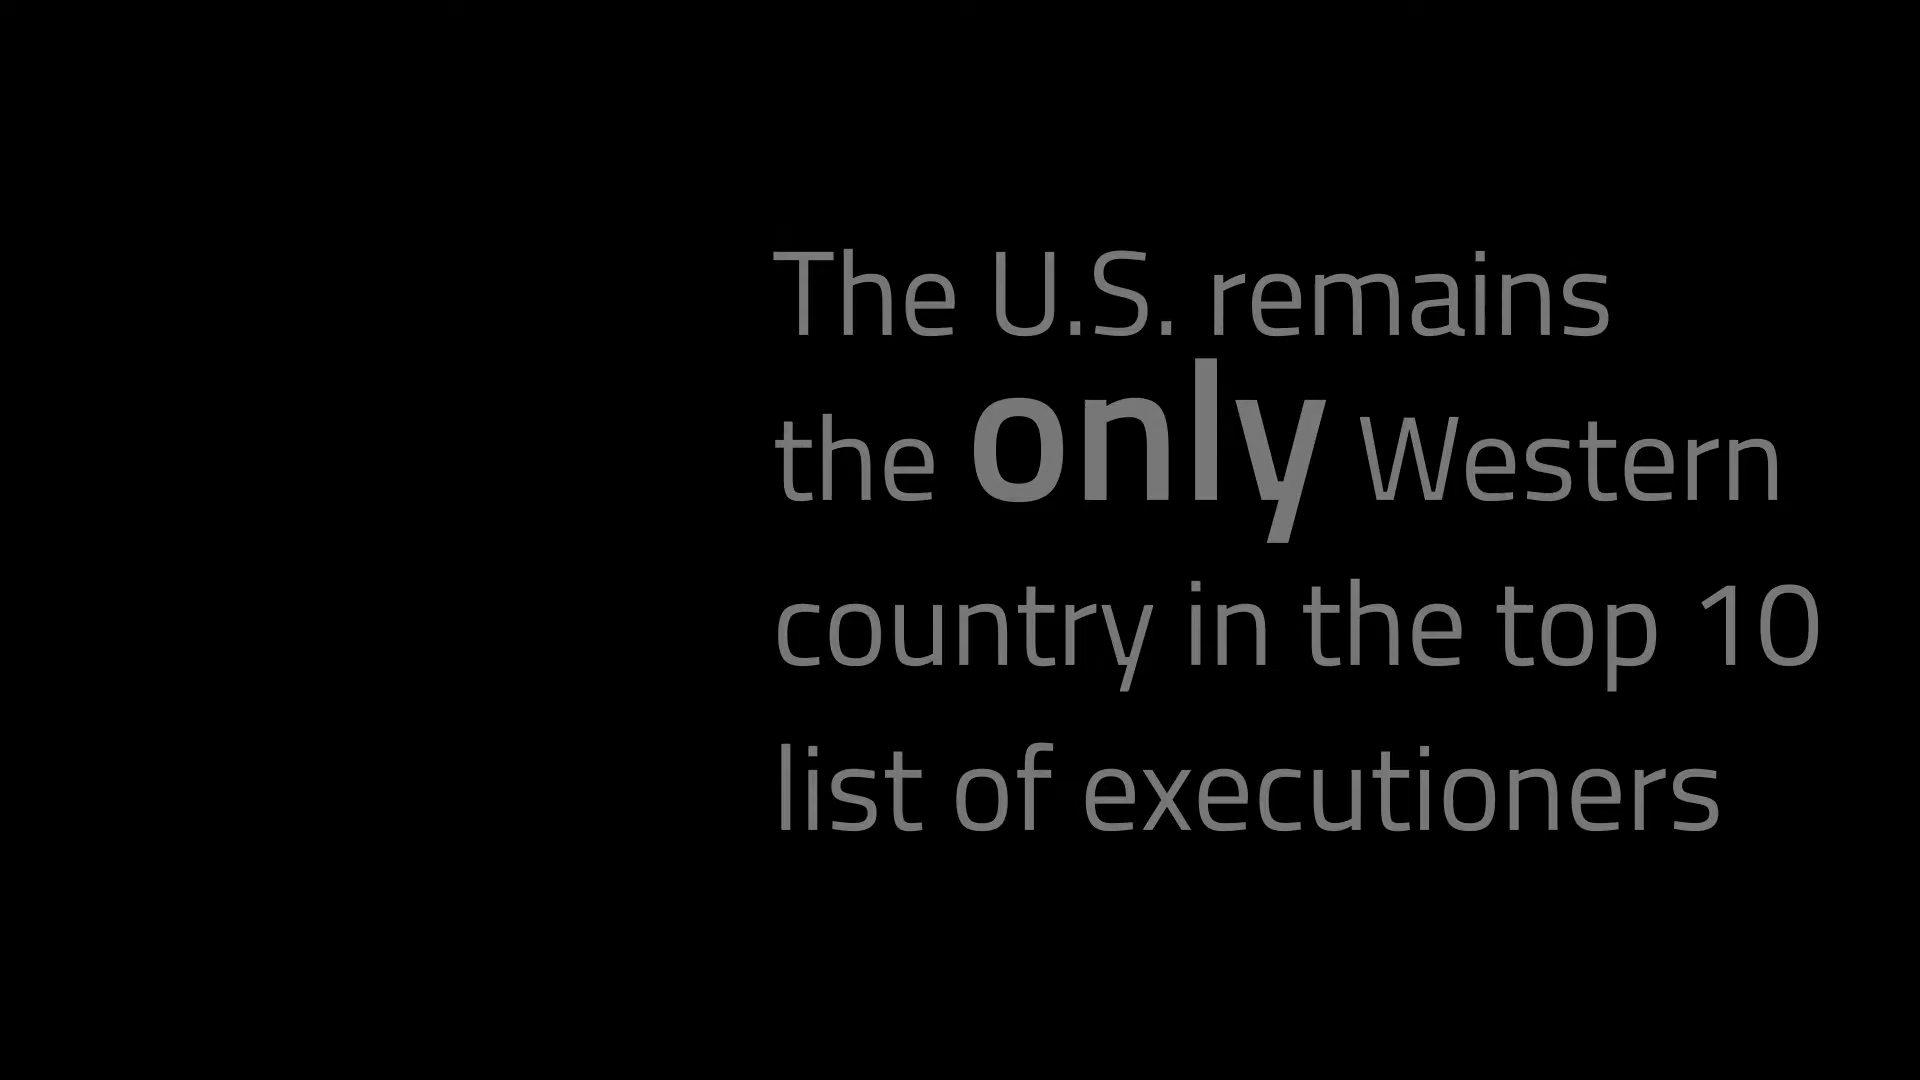 The U.S. remains
the only Western
country in the top 10
list of executioners